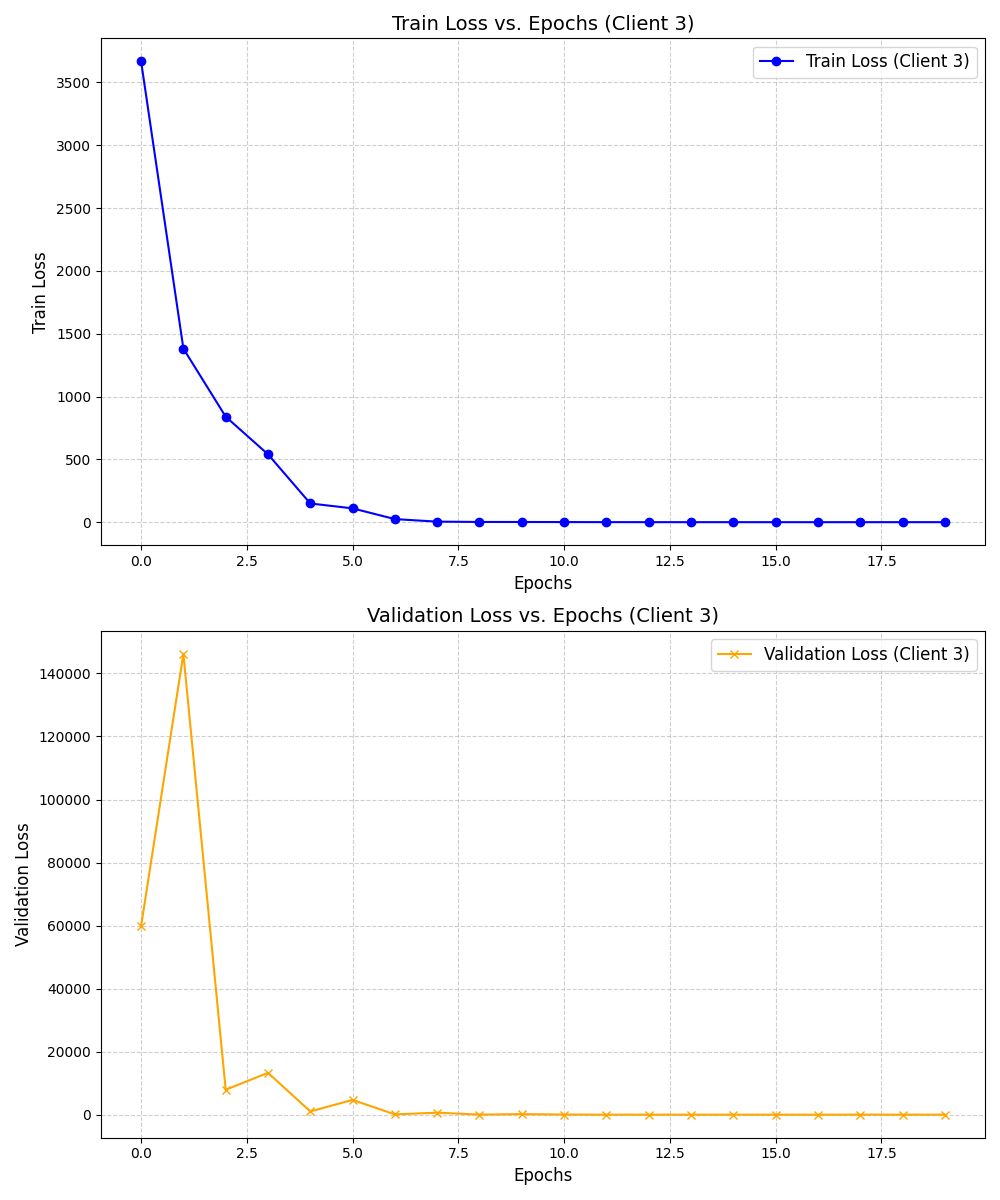 Train Loss vs. Epochs (Client 3)
Train Loss (Client 3)
3500
3000
2500
2000
1500
1000
500
0
Train Loss
0.0 2.5 5.0 7.5 10.0 12.5 15.0 17.5
Epochs
Validation Loss vs. Epochs (Client 3)
Validation Loss (Client 3)
140000
120000
100000
80000
60000
40000
20000
0
Validation Loss
0.0 2.5 5.0 7.5 10.0 12.5 15.0 17.5
Epochs